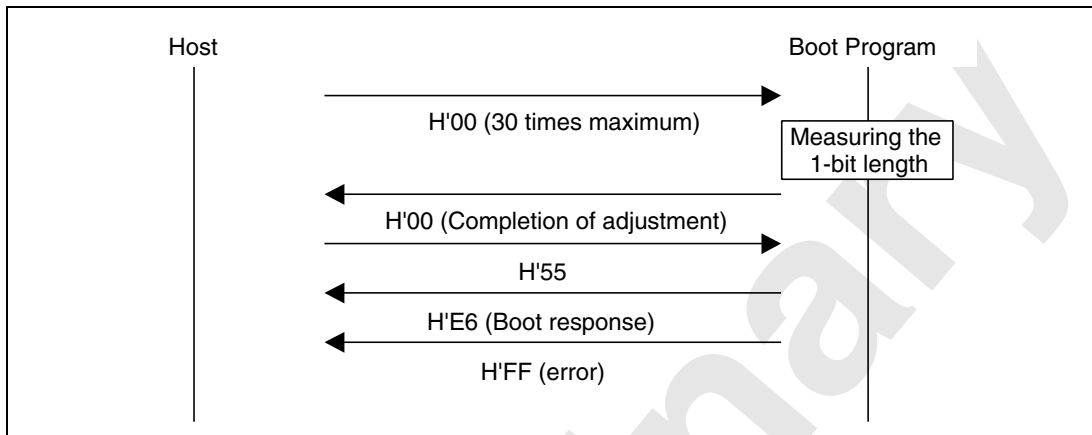 Host
Boot Program
H'00 (30 times maximum)
Measuring the
1-bit length
H'00 (Completion of adjustment)
H'55
H'E6 (Boot response)
H'FF (error)